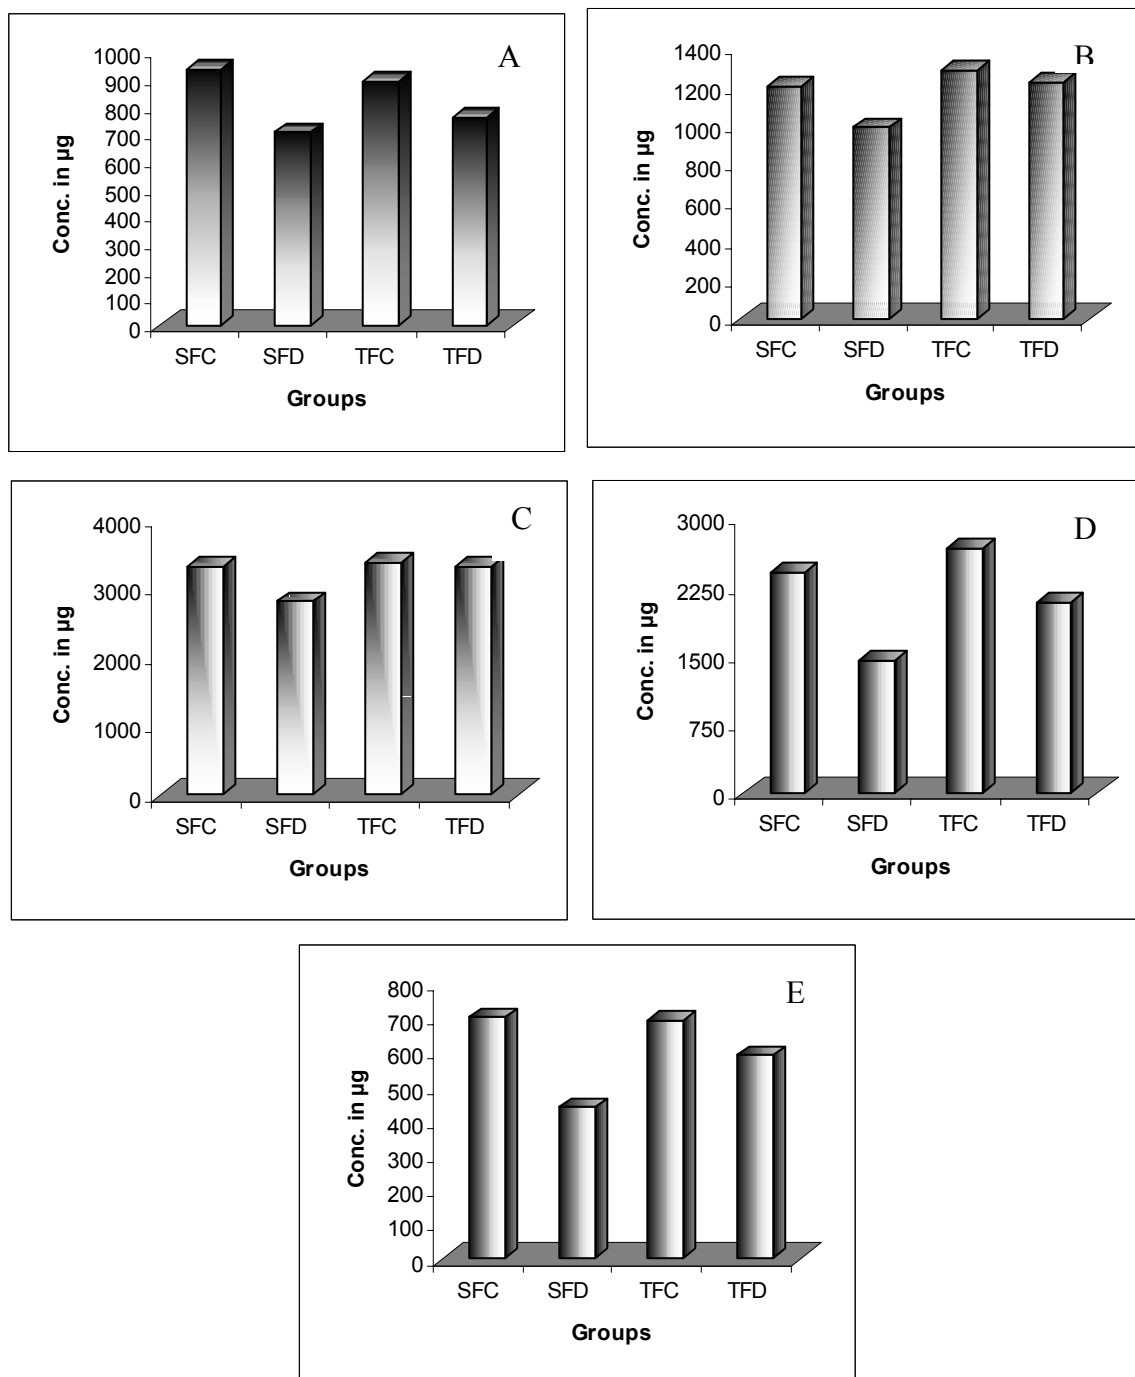 A
1000
900
800
700
600
500
400
300
200
100
0
Conc. in µg
SFC SFD TFC TFD
Groups
B
1400
1200
1000
800
600
400
200
0
Conc. in µg
SFC SFD TFC TFD
Groups
C
4000
3000
2000
1000
0
Conc. in µg
SFC SFD TFC TFD
Groups
D
3000
2250
1500
750
0
Conc. in µg
SFC SFD TFC TFD
Groups
E
800
700
600
500
400
300
200
100
0
Conc. in µg
SFC SFD TFC TFD
Groups